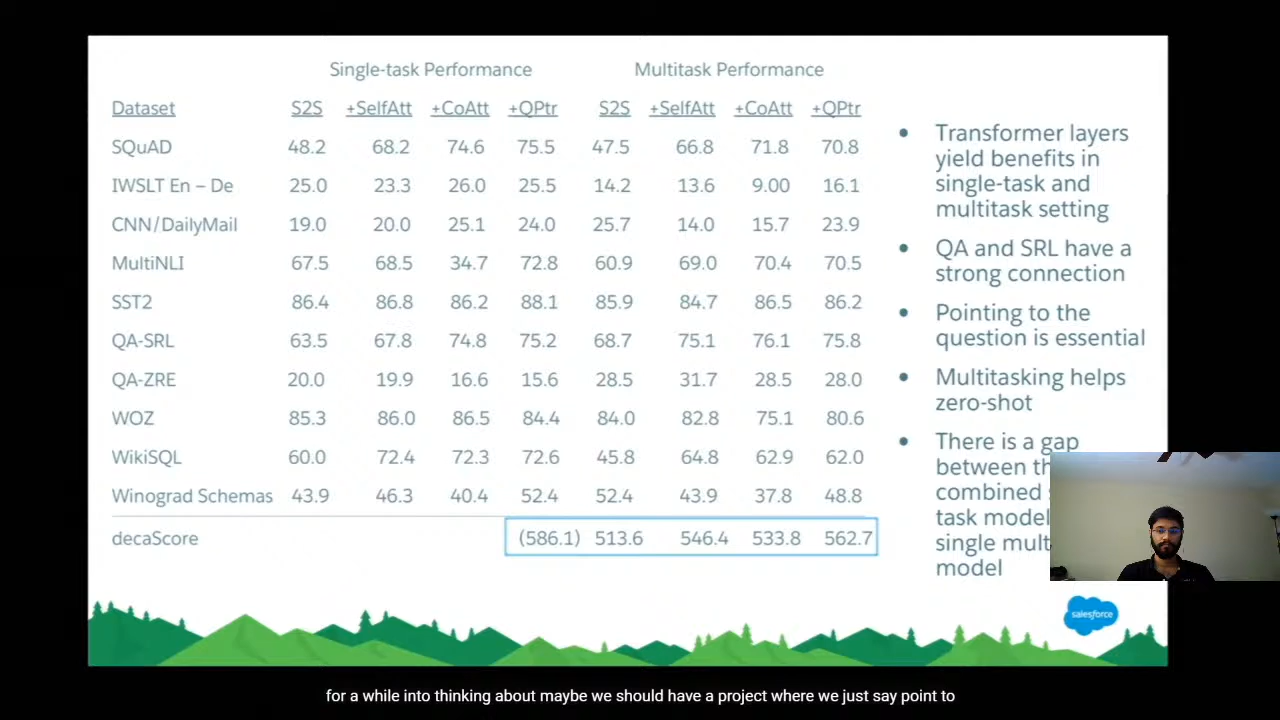 Single-task Performance Multitask Performance
Dataset S2S +SelfAtt +CoAtt +QPtr S2S +SelfAtt +CoAtt +QPtr
SQuAD 48.2 68.2 74.6 75.5 47.5 66.8 71.8 70.8
IWSLT En – De 25.0 23.3 26.0 25.5 14.2 13.6 9.00 16.1
CNN/DailyMail 19.0 20.0 25.1 24.0 25.7 14.0 15.7 23.9
MultiNLI 67.5 68.5 34.7 72.8 60.9 69.0 70.4 70.5
SST2 86.4 86.8 86.2 88.1 85.9 84.7 86.5 86.2
QA-SRL 63.5 67.8 74.8 75.2 68.7 75.1 76.1 75.8
QA-ZRE 20.0 19.9 16.6 15.6 28.5 31.7 28.5 28.0
WOZ 85.3 86.0 86.5 84.4 84.0 82.8 75.1 80.6
WikiSQL 60.0 72.4 72.3 72.6 45.8 64.8 62.9 62.0
Winograd Schemas 43.9 46.3 40.4 52.4 52.4 43.9 37.8 48.8
decaScore (586.1) 513.6 546.4 533.8 562.7
• Transformer layers
yield benefits in
single-task and
multitask setting
• QA and SRL have a
strong connection
• Pointing to the
question is essential
• Multitasking helps
zero-shot
• There is a gap
between
combined
task model
single
model
salesforce
for a while into thinking about maybe we should have a project where we just say point to